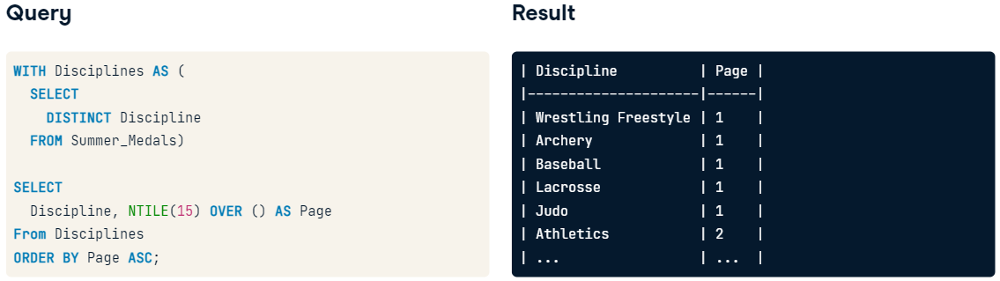 Query
WITH Disciplines AS (
  SELECT
    DISTINCT Discipline
  FROM Summer_Medals)
SELECT
  Discipline, NTILE(15) OVER () AS Page
From Disciplines
ORDER BY Page ASC;
Result
| Discipline          | Page |
|---------------------|------|
| Wrestling Freestyle | 1    |
| Archery             | 1    |
| Baseball            | 1    |
| Lacrosse            | 1    |
| Judo                | 1    |
| Athletics           | 2    |
| ...                 | ...  |